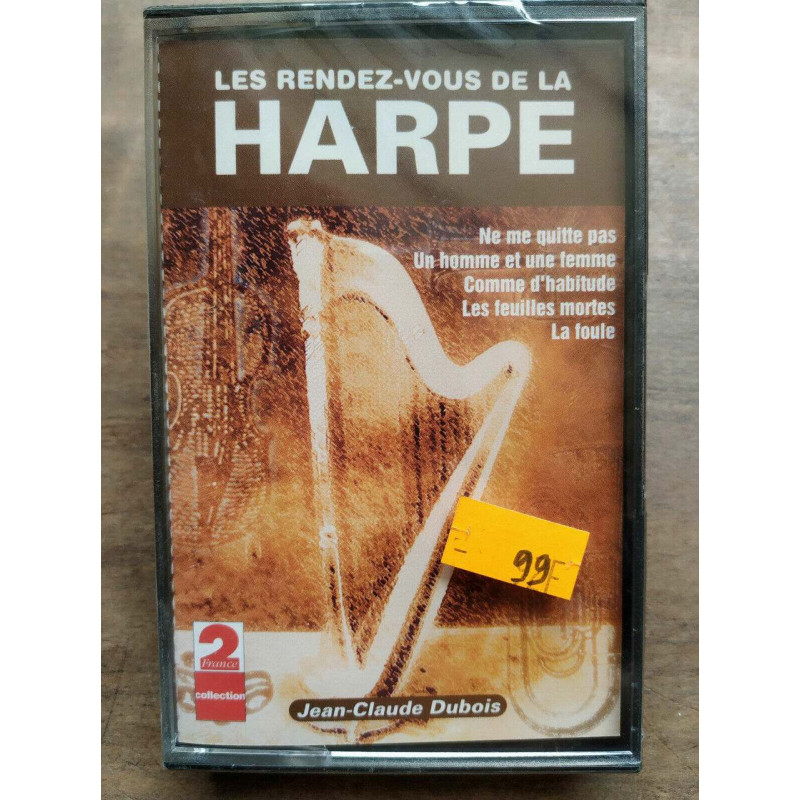 LES RENDEZ-VOUS DE LA
HARPE
Ne me quitte pas
Un homme et une femme
Comme d'habitude
Les feuilles mortes
La foule
99F
2
France
collection
Jean-Claude Dubois